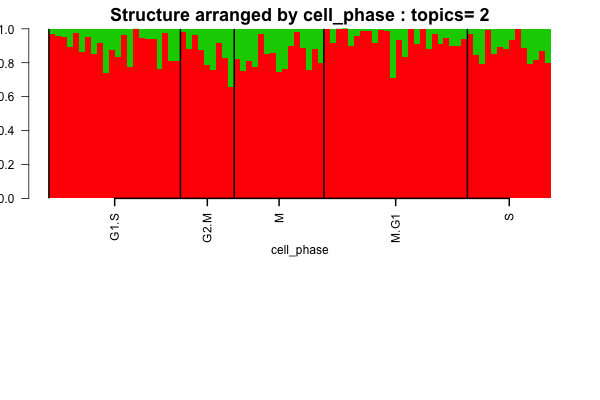 Structure arranged by cell_phase : topics= 2
1.0
0.8
0.6
0.4
0.2
0.0
G1.S
G2.M
M
M.G1
S
cell_phase